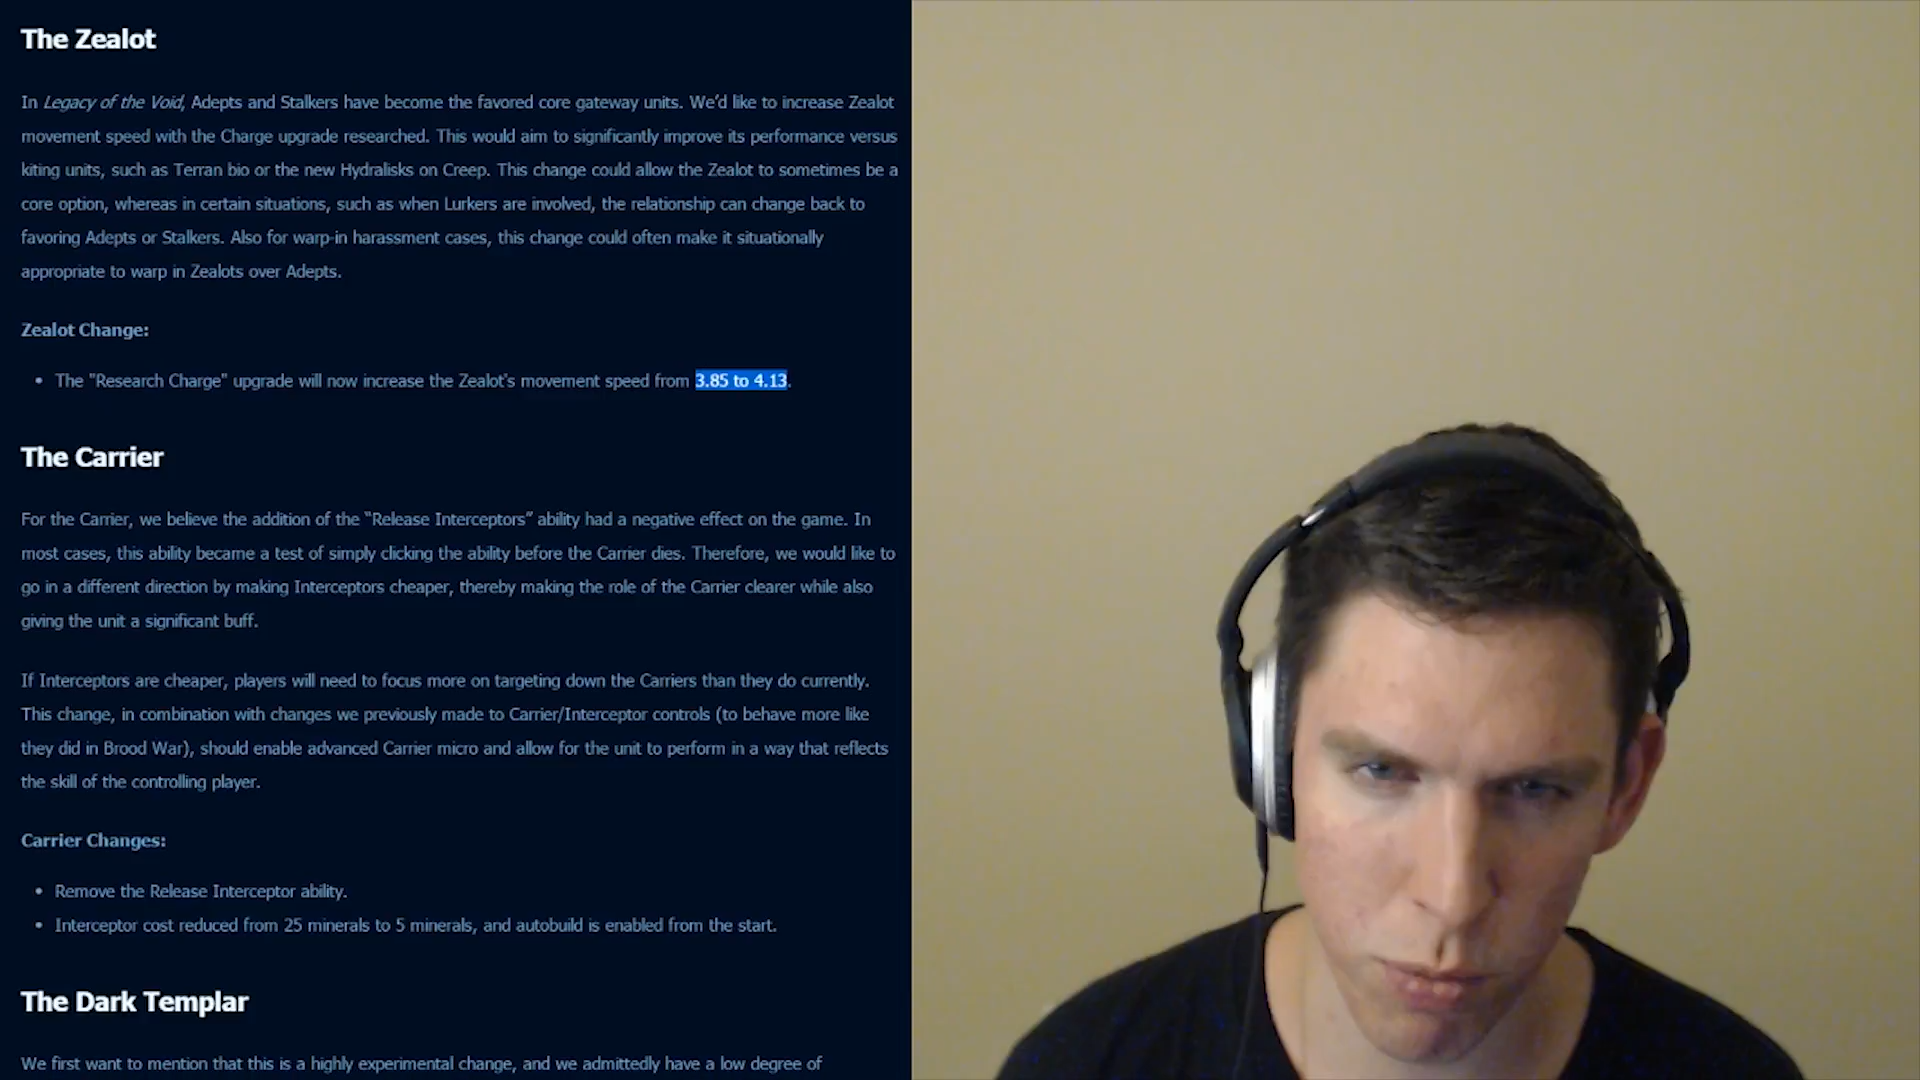 The Zealot
In Legacy of the Void, Adepts and Stalkers have become the favored core gateway units. We’d like to increase Zealot
movement speed with the Charge upgrade researched. This would aim to significantly improve its performance versus
kiting units, such as Terran bio or the new Hydralisks on Creep. This change could allow the Zealot to sometimes be a
core option, whereas in certain situations, such as when Lurkers are involved, the relationship can change back to
favoring Adepts or Stalkers. Also for warp-in harassment cases, this change could often make it situationally
appropriate to warp in Zealots over Adepts.
Zealot Change:
• The "Research Charge" upgrade will now increase the Zealot's movement speed from 3.85 to 4.13.
The Carrier
For the Carrier, we believe the addition of the “Release Interceptors” ability had a negative effect on the game. In
most cases, this ability became a test of simply clicking the ability before the Carrier dies. Therefore, we would like to
go in a different direction by making Interceptors cheaper, thereby making the role of the Carrier clearer while also
giving the unit a significant buff.
If Interceptors are cheaper, players will need to focus more on targeting down the Carriers than they do currently.
This change, in combination with changes we previously made to Carrier/Interceptor controls (to behave more like
they did in Brood War), should enable advanced Carrier micro and allow for the unit to perform in a way that reflects
the skill of the controlling player.
Carrier Changes:
• Remove the Release Interceptor ability.
• Interceptor cost reduced from 25 minerals to 5 minerals, and autobuild is enabled from the start.
The Dark Templar
We first want to mention that this is a highly experimental change, and we admittedly have a low degree of